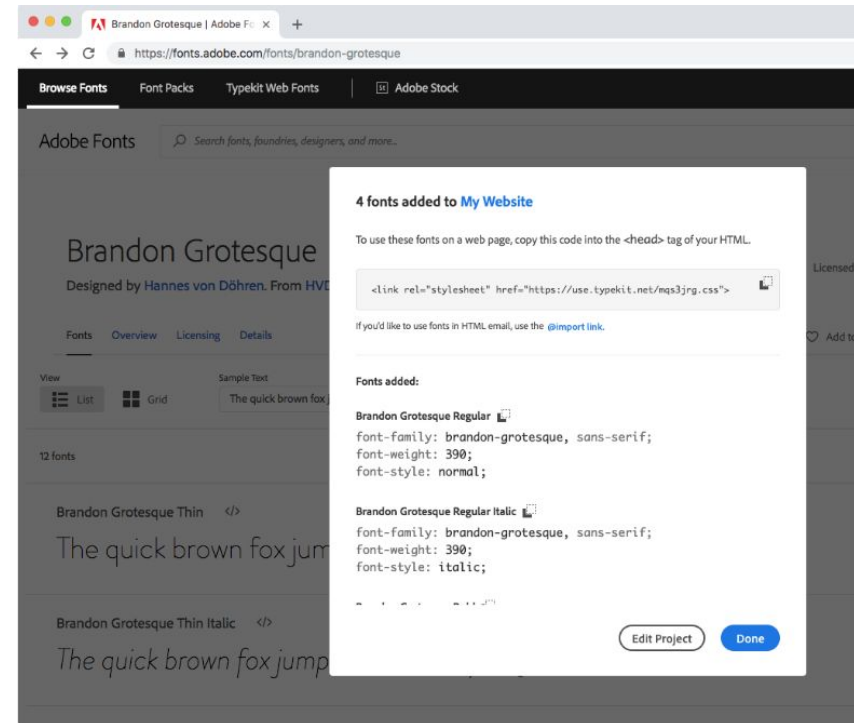 Brandon Grotesque | Adobe Fo
https://fonts.adobe.com/fonts/brandon-grotesque
Browse Fonts Font Packs Typekit Web Fonts St Adobe Stock
Adobe Fonts Search fonts, foundries, designers, and more...
4 fonts added to My Website
To use these fonts on a web page, copy this code into the <head> tag of your HTML.
<link rel="stylesheet" href="https://use.typekit.net/mqs3jrg.css">
If you'd like to use fonts in HTML email, use the @import link.
Fonts added:
Brandon Grotesque Regular
font-family: brandon-grotesque, sans-serif;
font-weight: 390;
font-style: normal;
Brandon Grotesque Regular Italic
font-family: brandon-grotesque, sans-serif;
font-weight: 390;
font-style: italic;
Edit Project Done
Brandon Grotesque
Designed by Hannes von Döhren. From HVD
Licensed
Fonts Overview Licensing Details
Add to
View Sample Text
List Grid The quick brown fox j
12 fonts
Brandon Grotesque Thin </>
The quick brown fox jum
Brandon Grotesque Thin Italic </>
The quick brown fox jump